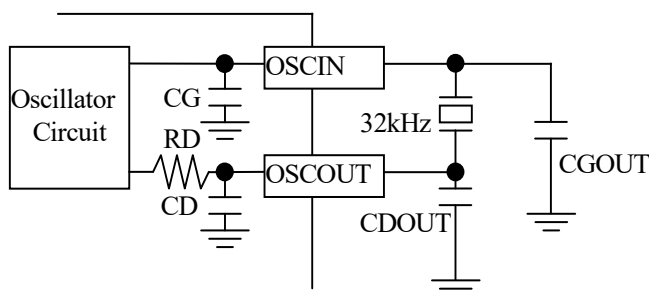 OSCIN
Oscillator
Circuit
CG
32kHz
RD
CGOUT
OSCOUT
CD
CDOUT